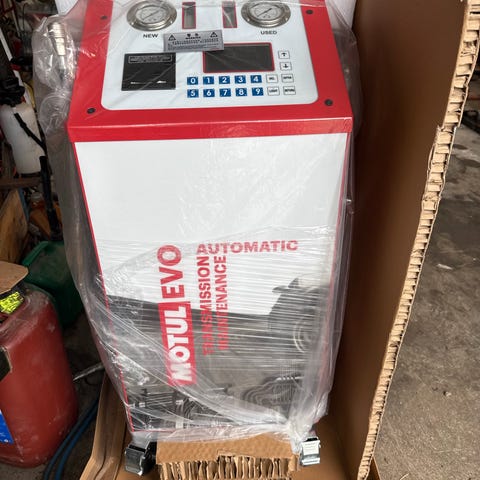 NEW
USED
0 1 2 3 4
5 6 7 8 9
MOTUL EVO
AUTOMATIC
TRANSMISSION
MAINTENANCE